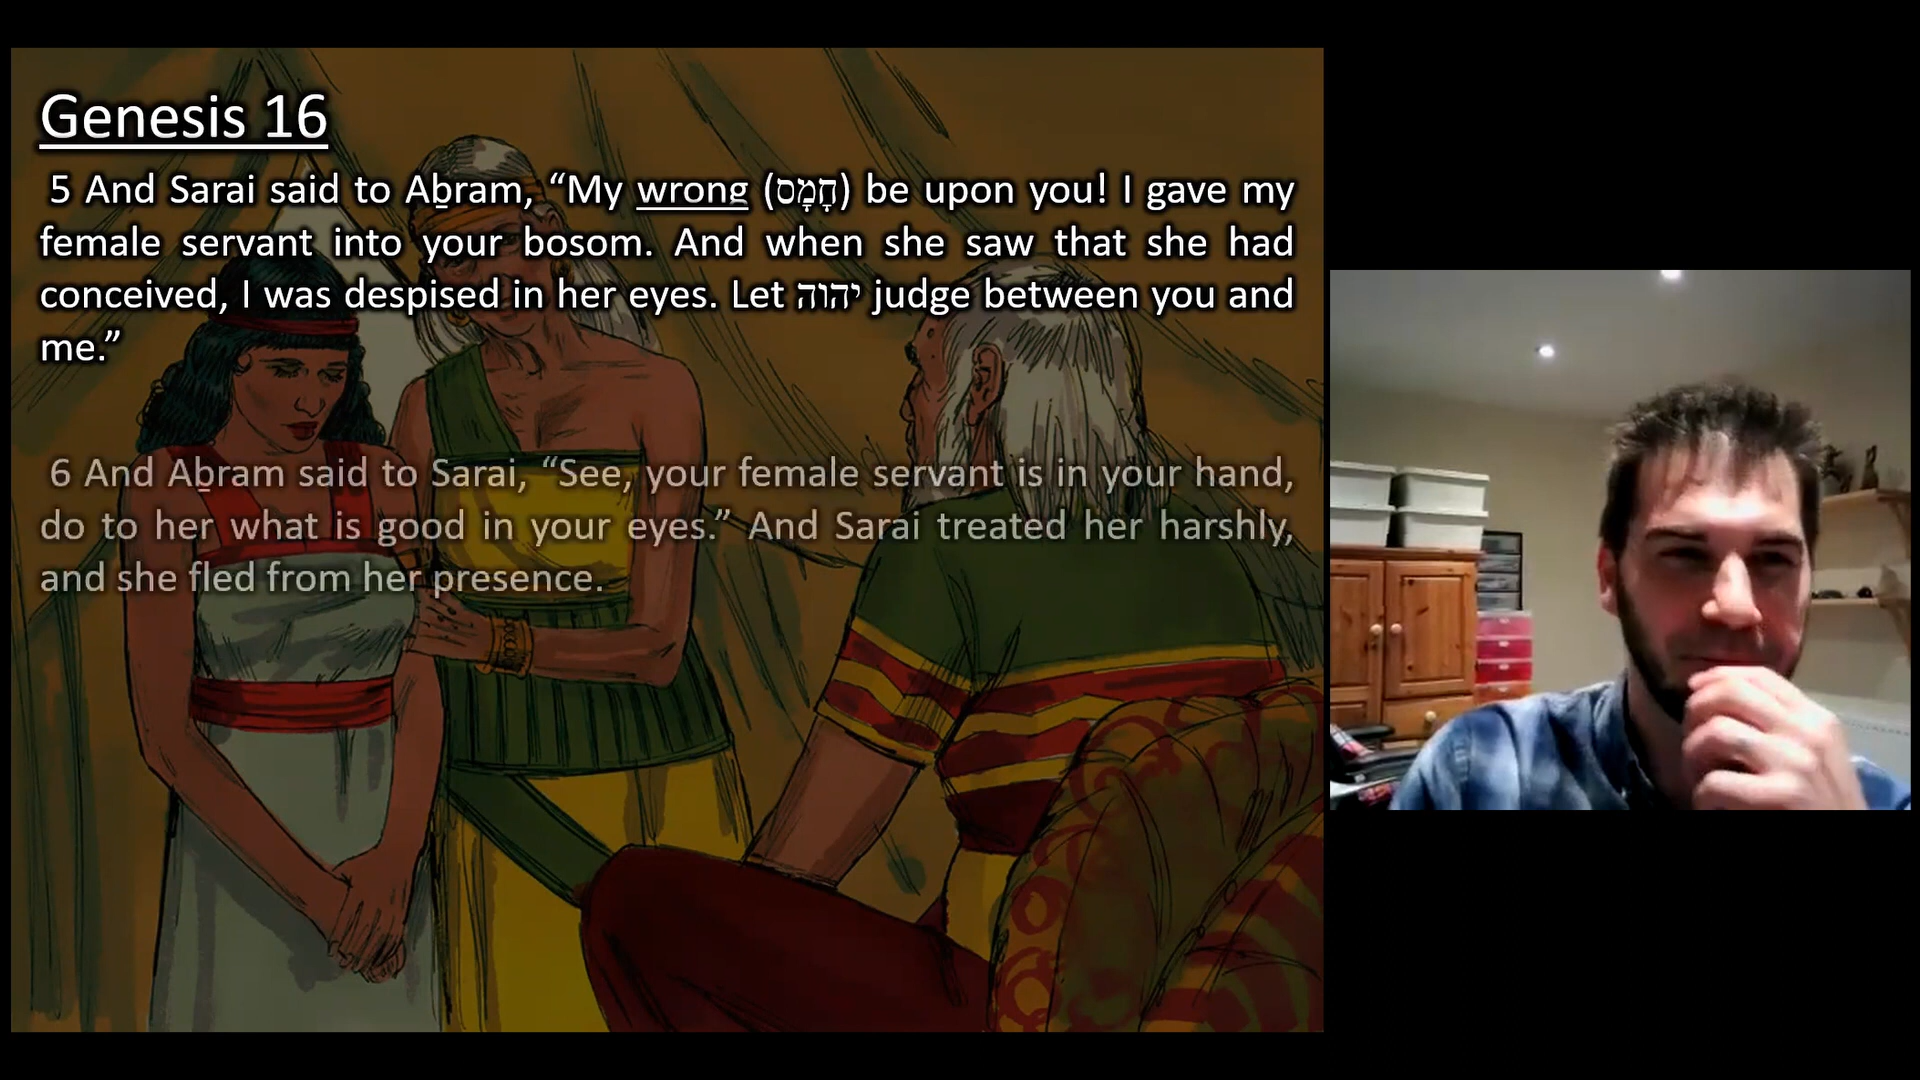 Genesis 16
5 And Sarai said to Aḇram, “My wrong (חָמָס) be upon you! I gave my
female servant into your bosom. And when she saw that she had
conceived, I was despised in her eyes. Let יהוה judge between you and
me.”
6 And Aḇram said to Sarai, “See, your female servant is in your hand,
do to her what is good in your eyes.” And Sarai treated her harshly,
and she fled from her presence.